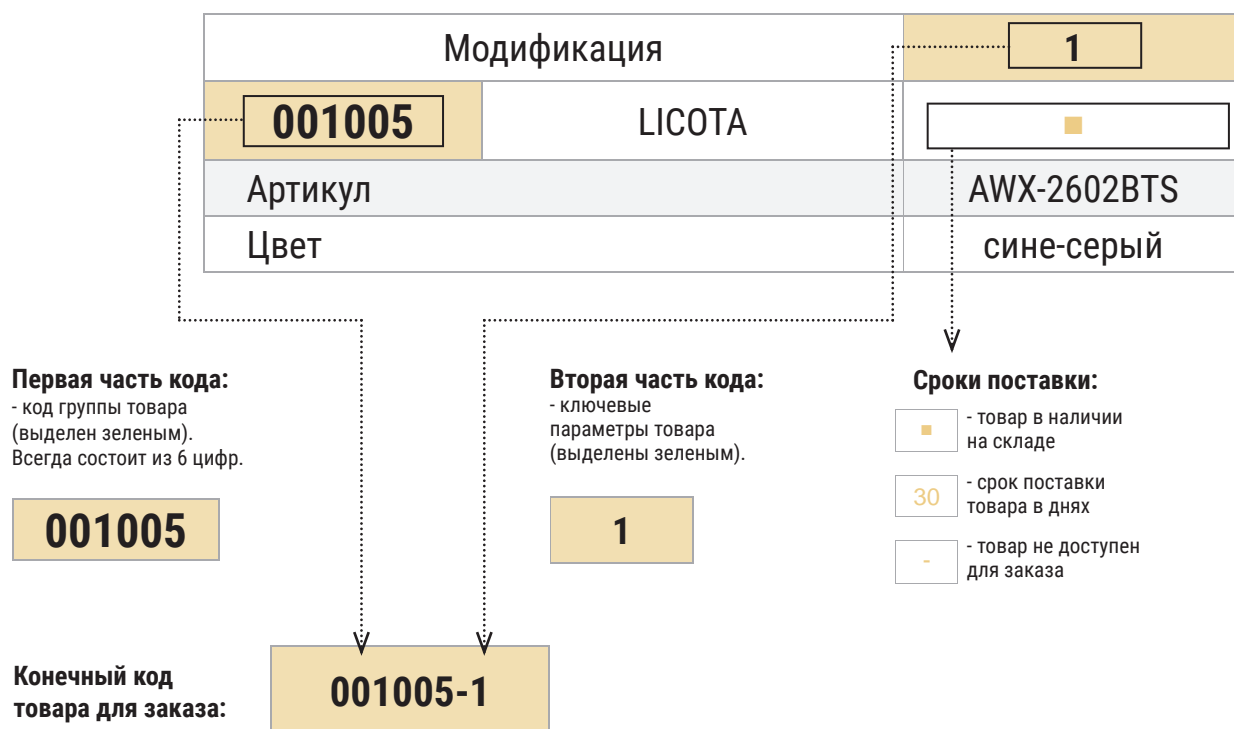 Модификация 1
001005 LICOTA ■
Артикул AWX-2602BTS
Цвет сине-серый
Первая часть кода:
- код группы товара
(выделен зеленым).
Всегда состоит из 6 цифр.
001005
Вторая часть кода:
- ключевые
параметры товара
(выделены зеленым).
1
Сроки поставки:
■ - товар в наличии
на складе
30 - срок поставки
товара в днях
- - товар не доступен
для заказа
Конечный код
товара для заказа:
001005-1